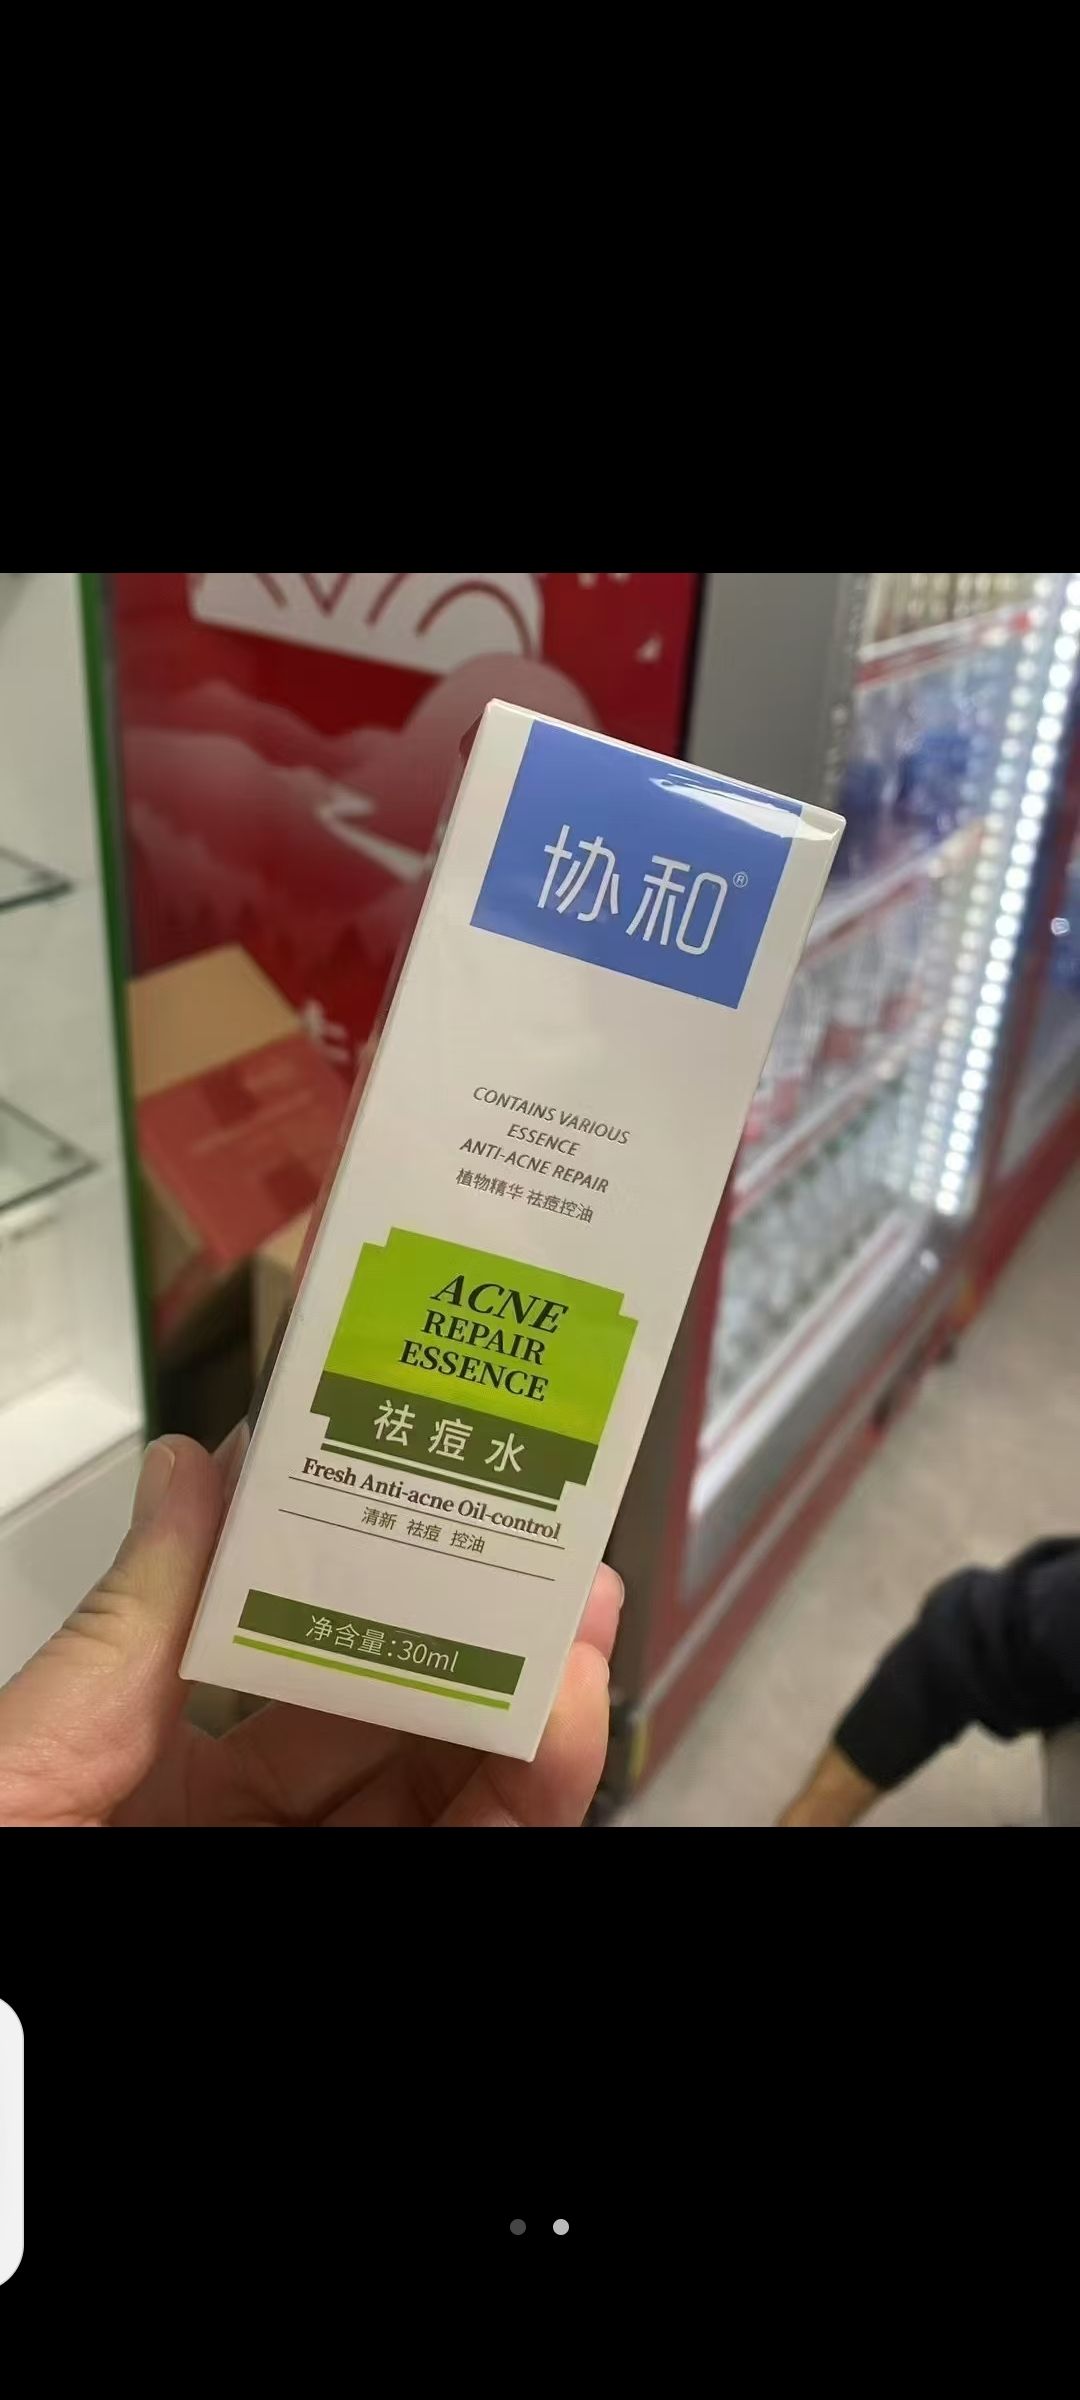 协和®
CONTAINS VARIOUS
ESSENCE
ANTI-ACNE REPAIR
植物精华 祛痘控油
ACNE
REPAIR
ESSENCE
祛痘水
Fresh Anti-acne Oil-control
清新 祛痘 控油
净含量:30ml